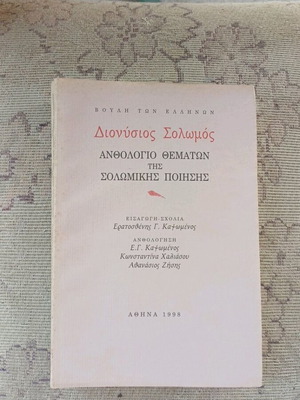 ΒΟΥΛΗ ΤΩΝ ΕΛΛΗΝΩΝ
Διονύσιος Σολωμός
ΑΝΘΟΛΟΓΙΟ ΘΕΜΑΤΩΝ
ΤΗΣ
ΣΟΛΩΜΙΚΗΣ ΠΟΙΗΣΗΣ
ΕΙΣΑΓΩΓΗ-ΣΧΟΛΙΑ
Ερατοσθένης Γ. Καψωμένος
ΑΝΘΟΛΟΓΗΣΗ
Ε.Γ. Καψωμένος
Κωνσταντίνα Χαλιάσου
Αθανάσιος Ζήσης
ΑΘΗΝΑ 1998